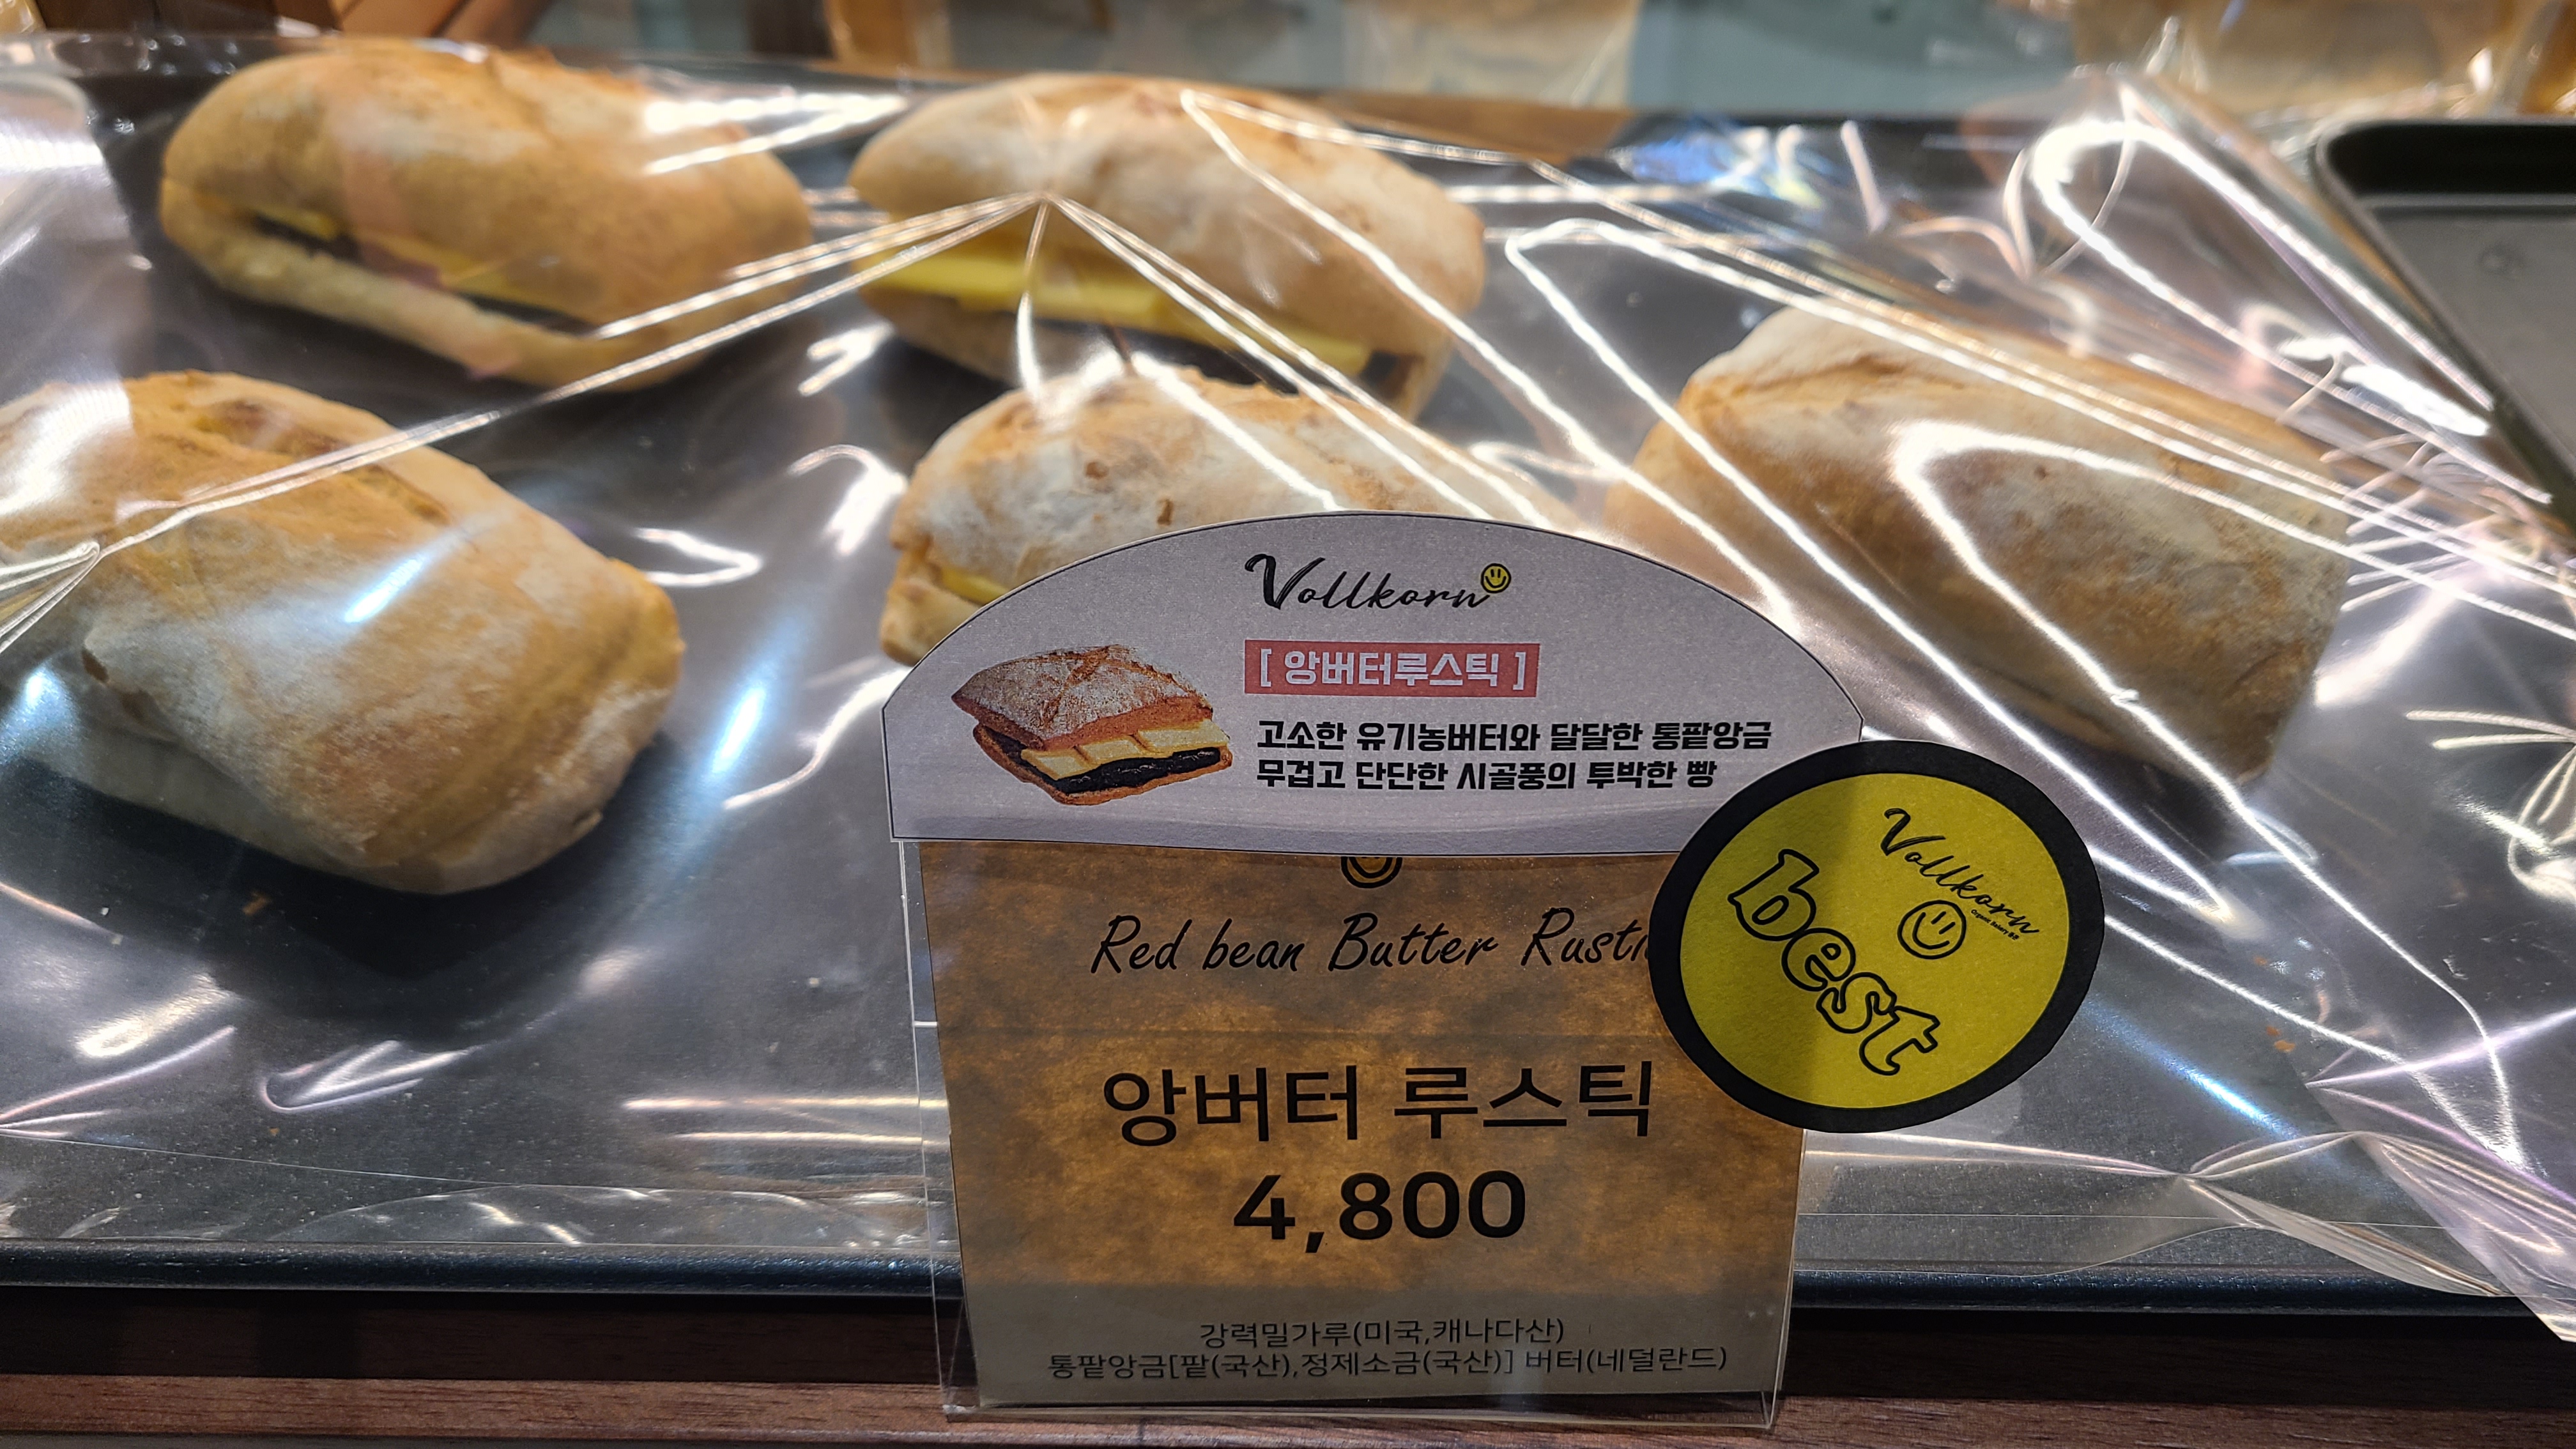 Vollkorn
[ 앙버터루스틱 ]
고소한 유기농버터와 달달한 통팥앙금
무겁고 단단한 시골풍의 투박한 빵
Red bean Butter
앙버터 루스틱
4,800
강력밀가루(미국,캐나다산)
통팥앙금[팥(국산),정제소금(국산)] 버터(네덜란드)
Vollkorn
best